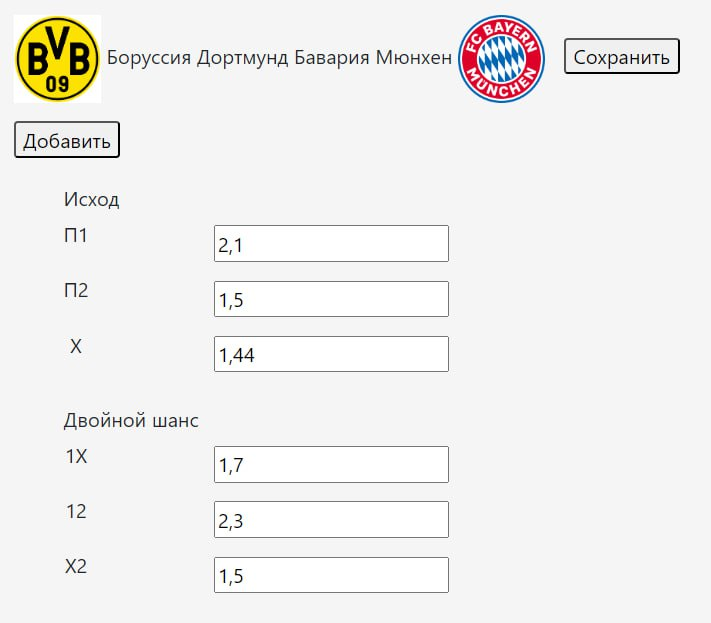 BVB 09 Боруссия Дортмунд Бавария Мюнхен FC BAYERN MÜNCHEN Сохранить
Добавить
Исход
П1 2,1
П2 1,5
X 1,44
Двойной шанс
1X 1,7
12 2,3
X2 1,5